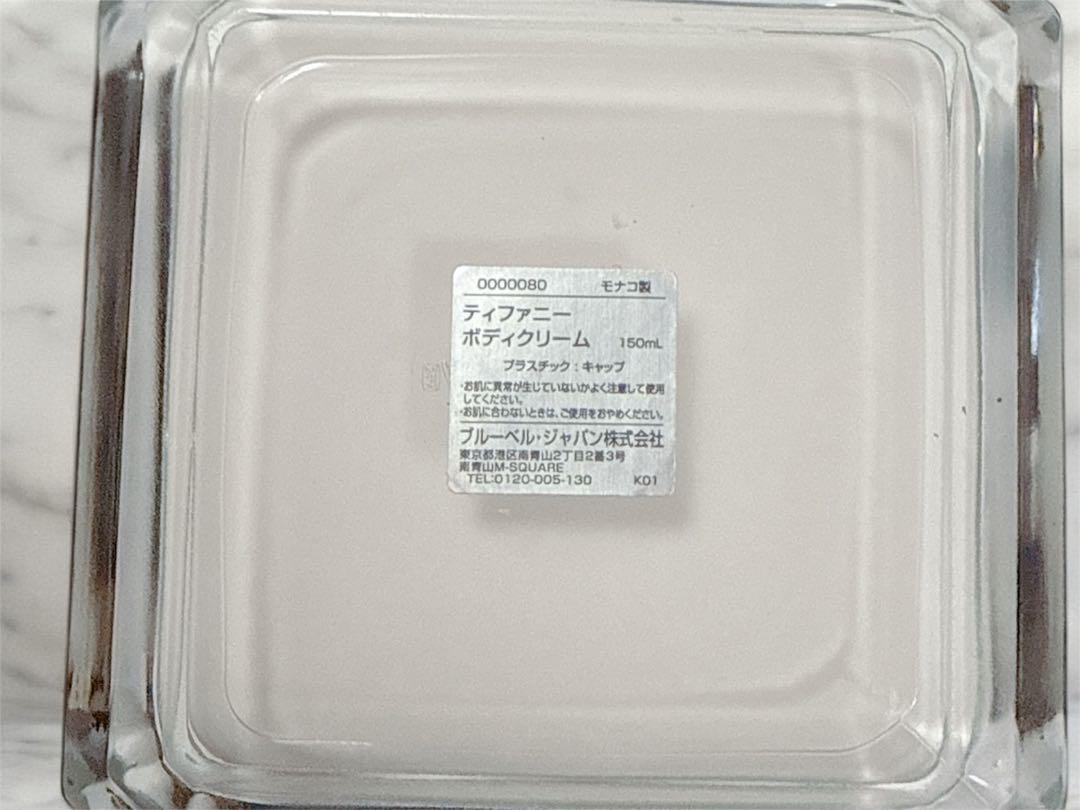 0000080 モナコ製
ティファニー
ボディクリーム 150mL
プラスチック：キャップ
・お肌に異常が生じていないかよく注意して使用
してください。
・お肌に合わないときは、ご使用をおやめください。
ブルーベル・ジャパン株式会社
東京都港区南青山2丁目2番3号
南青山M-SQUARE
TEL:0120-005-130 K01